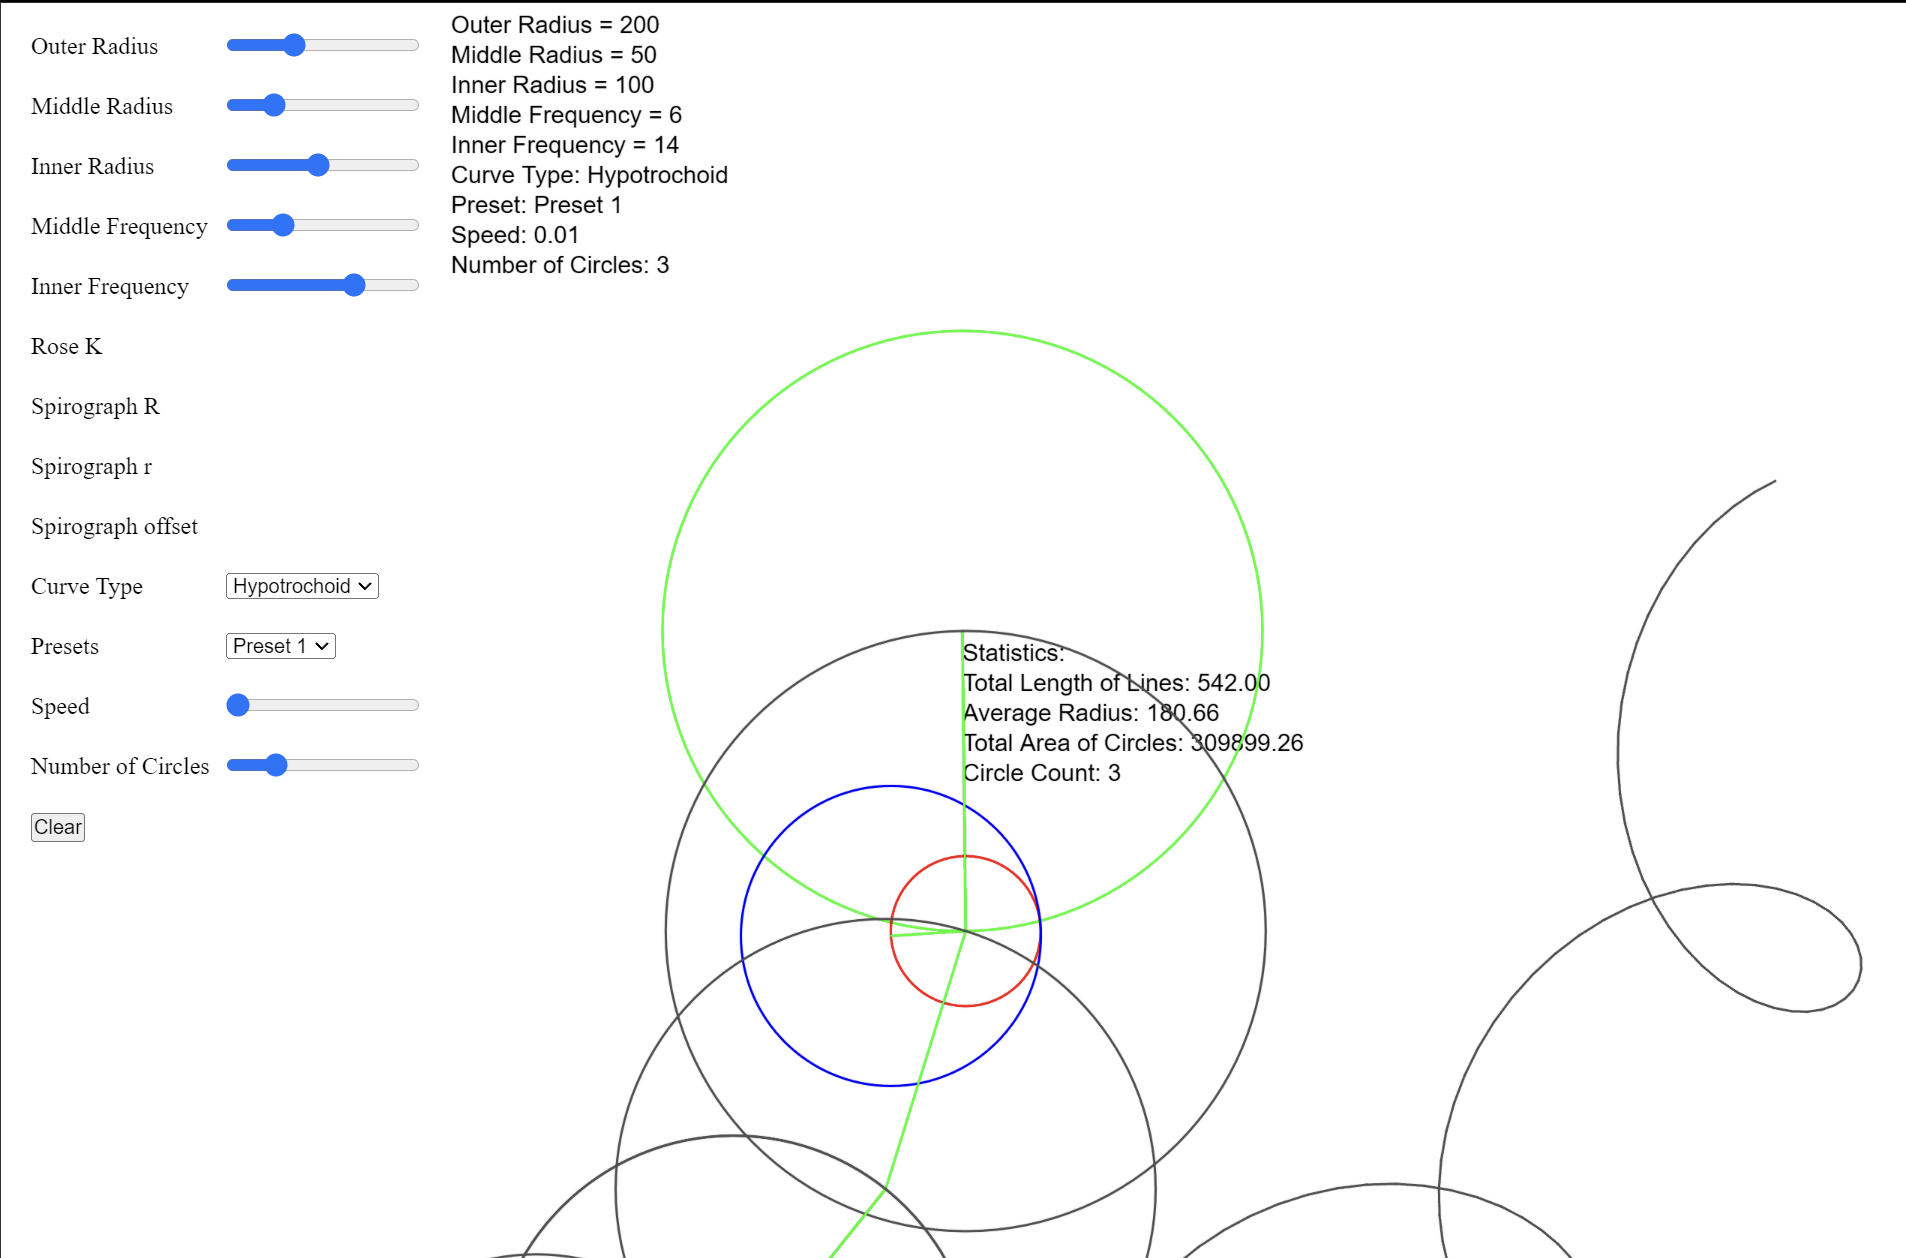 Outer Radius
Middle Radius
Inner Radius
Middle Frequency
Inner Frequency
Rose K
Spirograph R
Spirograph r
Spirograph offset
Curve Type Hypotrochoid
Presets Preset 1
Speed
Number of Circles
Clear
Outer Radius = 200
Middle Radius = 50
Inner Radius = 100
Middle Frequency = 6
Inner Frequency = 14
Curve Type: Hypotrochoid
Preset: Preset 1
Speed: 0.01
Number of Circles: 3
Statistics:
Total Length of Lines: 542.00
Average Radius: 180.66
Total Area of Circles: 309899.26
Circle Count: 3